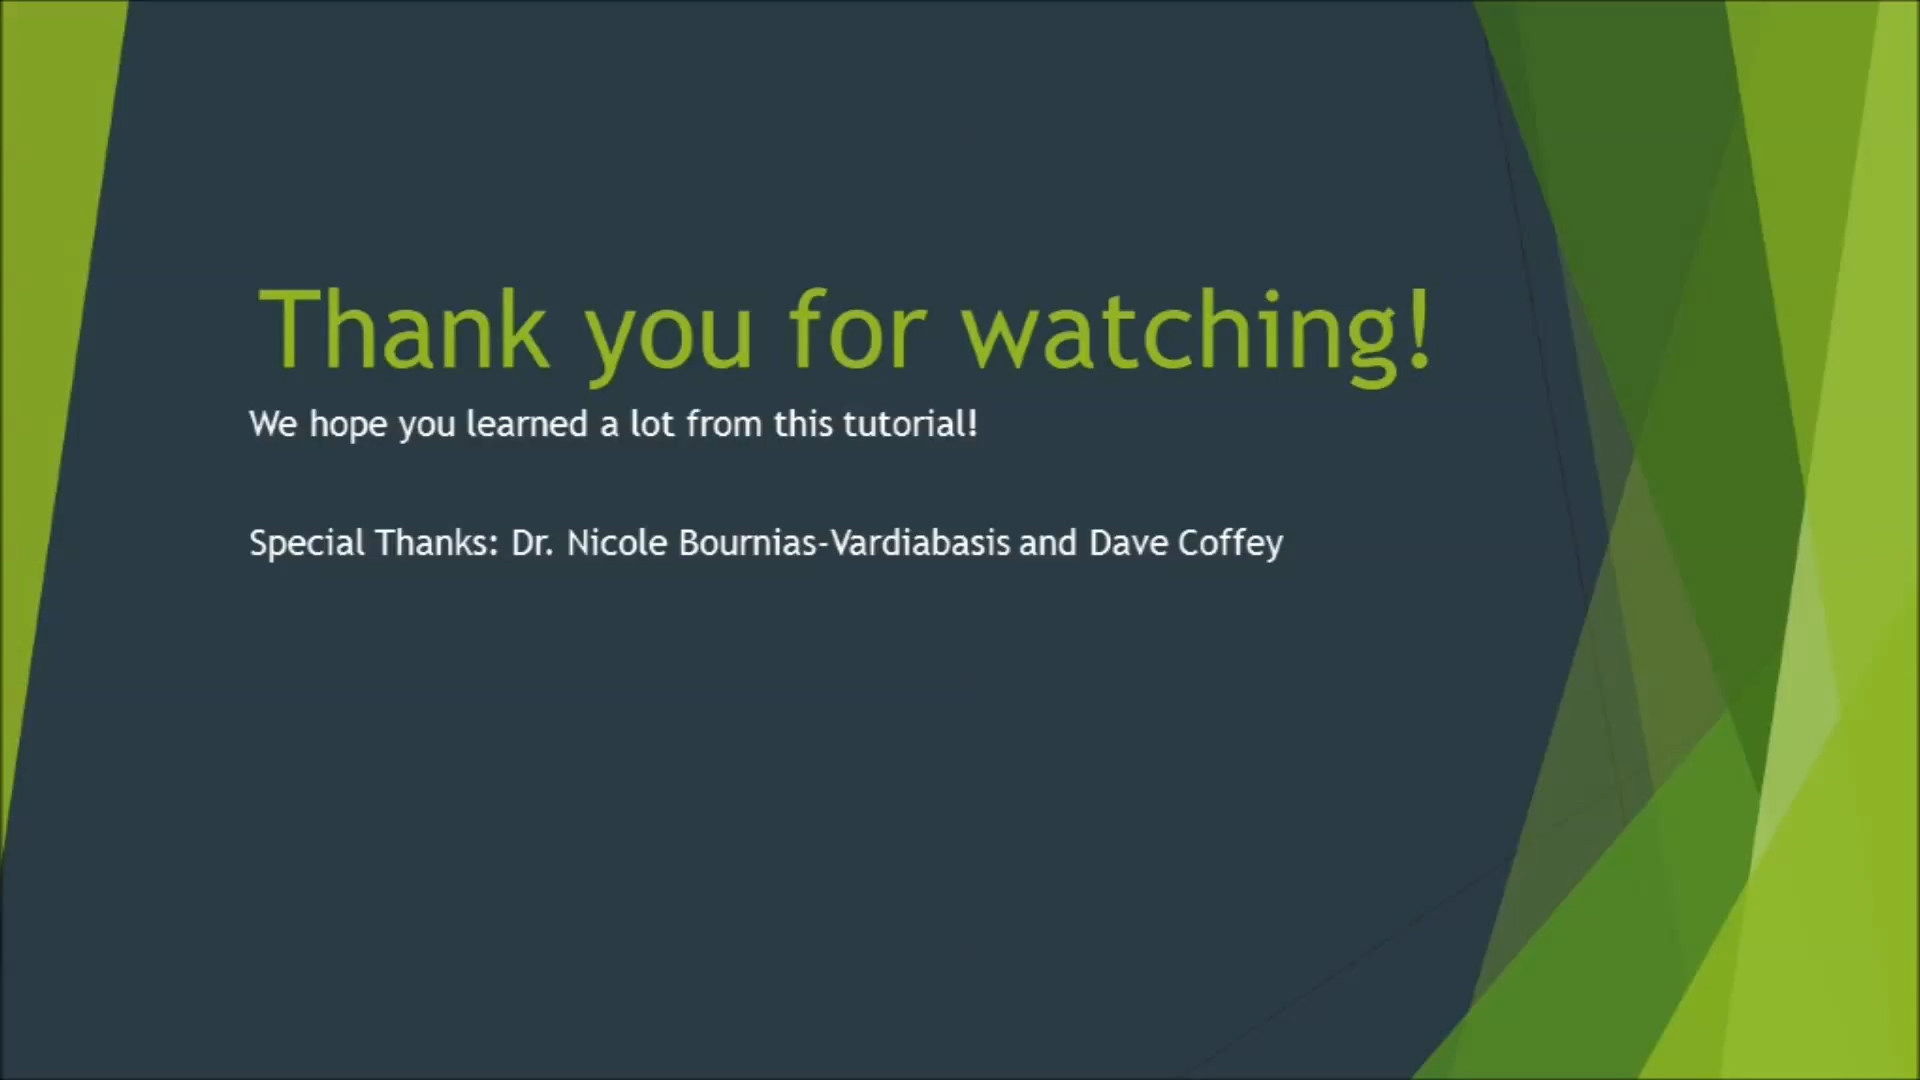 Thank you for watching!
We hope you learned a lot from this tutorial!
Special Thanks: Dr. Nicole Bournias-Vardiabasis and Dave Coffey